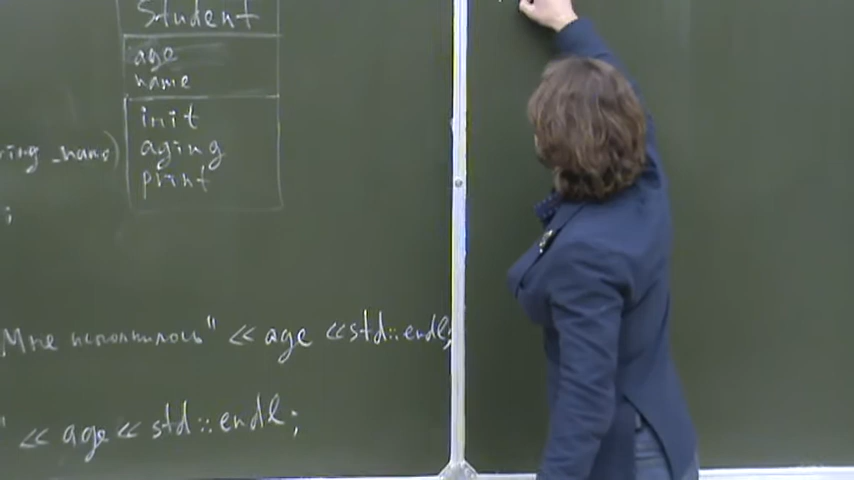 Student
age
name
init
aging
print
ring _name)
;
Мне исполнилось" << age << std::endl;
" << age << std::endl;